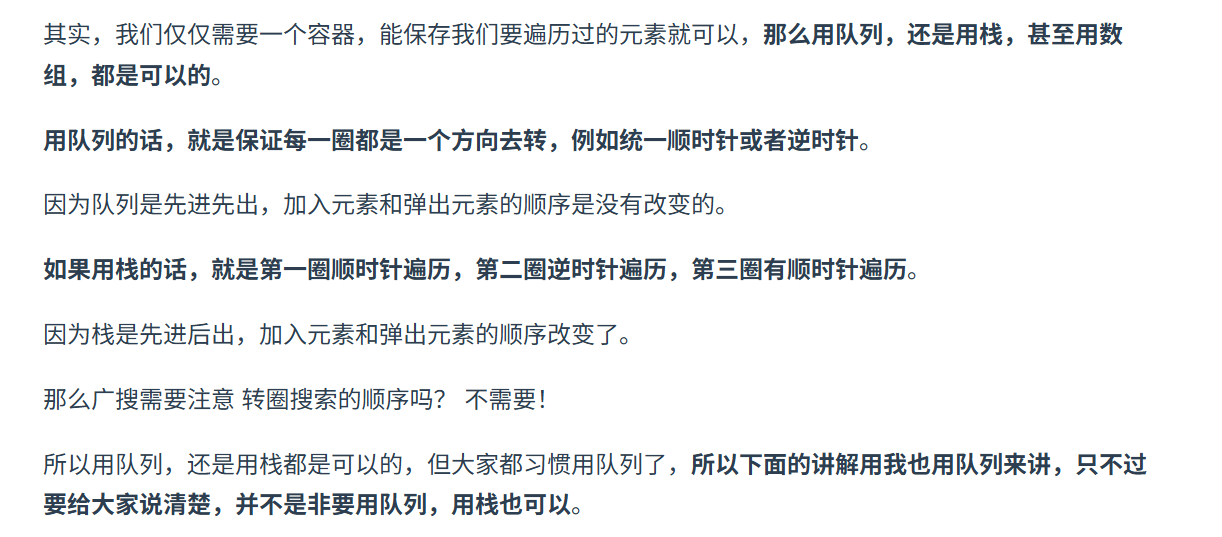 其实，我们仅仅需要一个容器，能保存我们要遍历过的元素就可以，那么用队列，还是用栈，甚至用数
组，都是可以的。
用队列的话，就是保证每一圈都是一个方向去转，例如统一顺时针或者逆时针。
因为队列是先进先出，加入元素和弹出元素的顺序是没有改变的。
如果用栈的话，就是第一圈顺时针遍历，第二圈逆时针遍历，第三圈有顺时针遍历。
因为栈是先进后出，加入元素和弹出元素的顺序改变了。
那么广搜需要注意 转圈搜索的顺序吗？ 不需要！
所以用队列，还是用栈都是可以的，但大家都习惯用队列了，所以下面的讲解用我也用队列来讲，只不过
要给大家说清楚，并不是非要用队列，用栈也可以。